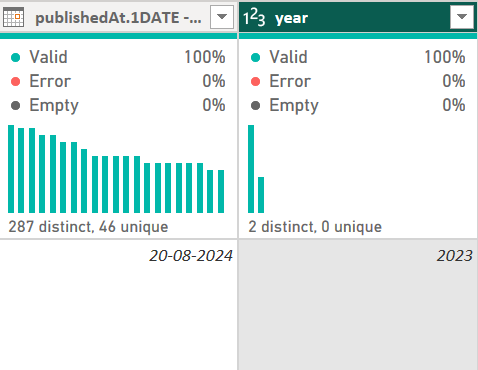 publishedAt.1DATE -...
1²3 year
Valid 100%
Error 0%
Empty 0%
287 distinct, 46 unique
Valid 100%
Error 0%
Empty 0%
2 distinct, 0 unique
20-08-2024
2023